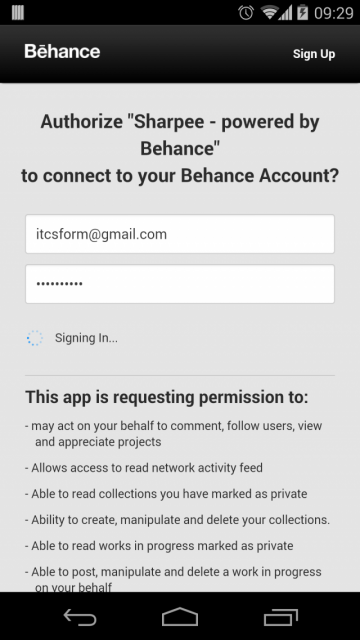 09:29
Bēhance
Sign Up
Authorize "Sharpee - powered by
Behance"
to connect to your Behance Account?
itcsform@gmail.com
••••••••••
Signing In...
This app is requesting permission to:
- may act on your behalf to comment, follow users, view
and appreciate projects
- Allows access to read network activity feed
- Able to read collections you have marked as private
- Ability to create, manipulate and delete your collections.
- Able to read works in progress marked as private
- Able to post, manipulate and delete a work in progress
on your behalf